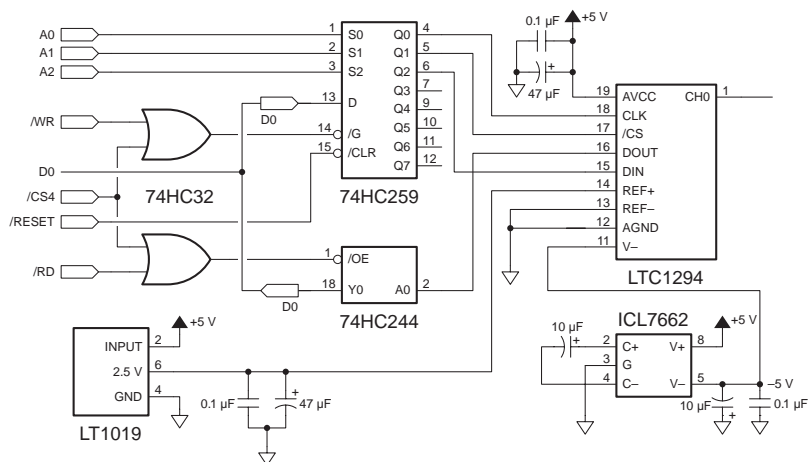 A0
A1
A2
/WR
D0
/CS4
/RESET
/RD
74HC32
1 S0 Q0 4
2 S1 Q1 5
3 S2 Q2 6
Q3 7
13 D Q4 9
D0
Q5 10
14 /G Q6 11
15 /CLR Q7 12
74HC259
1 /OE
18 Y0 A0 2
D0
74HC244
0.1 µF
+5 V
+
47 µF
19 AVCC CH0 1
18 CLK
17 /CS
16 DOUT
15 DIN
14 REF+
13 REF–
12 AGND
11 V–
LTC1294
INPUT 2
+5 V
2.5 V 6
GND 4
LT1019
0.1 µF
+
47 µF
ICL7662
+5 V
10 µF
+
2 C+ V+ 8
3 G
4 C– V– 5
–5 V
10 µF
+
0.1 µF